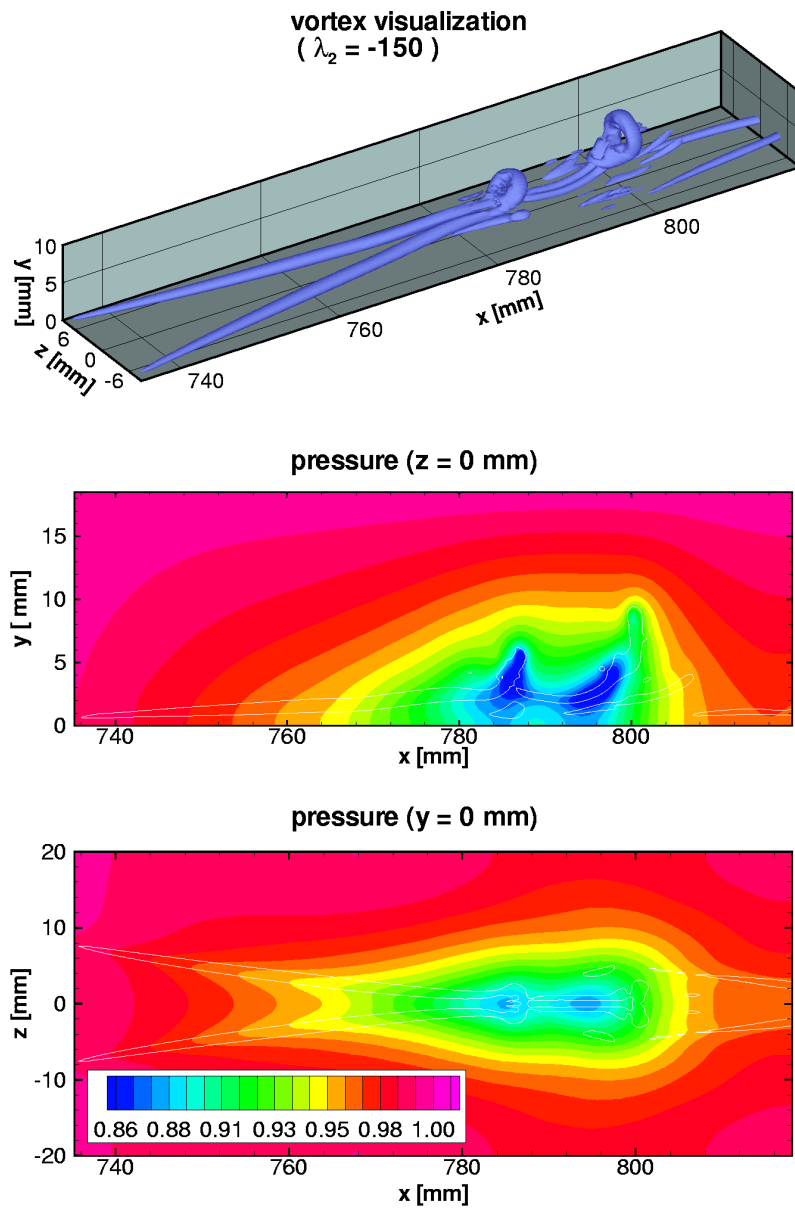 vortex visualization
( λ₂ = -150 )
10
5
0
y [mm]
6
0
-6
z [mm]
740
760
780
800
x [mm]
pressure (z = 0 mm)
15
10
5
0
y [ mm]
740
760
780
800
x [mm]
pressure (y = 0 mm)
20
10
0
-10
-20
z [mm]
0.86 0.88 0.91 0.93 0.95 0.98 1.00
740
760
780
800
x [mm]